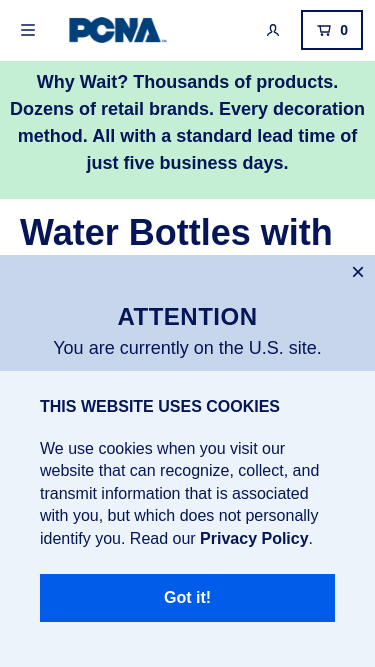 PCNA
0
Why Wait? Thousands of products.
Dozens of retail brands. Every decoration
method. All with a standard lead time of
just five business days.
Water Bottles with
×
ATTENTION
You are currently on the U.S. site.
THIS WEBSITE USES COOKIES
We use cookies when you visit our
website that can recognize, collect, and
transmit information that is associated
with you, but which does not personally
identify you. Read our Privacy Policy.
Got it!